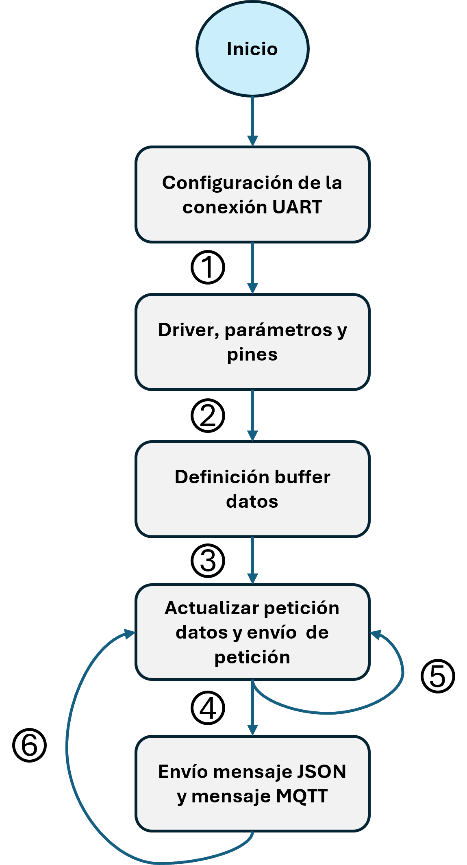 Inicio
Configuración de la
conexión UART
①
Driver, parámetros y
pines
②
Definición buffer
datos
③
Actualizar petición
datos y envío de
petición
⑤
④
⑥
Envío mensaje JSON
y mensaje MQTT